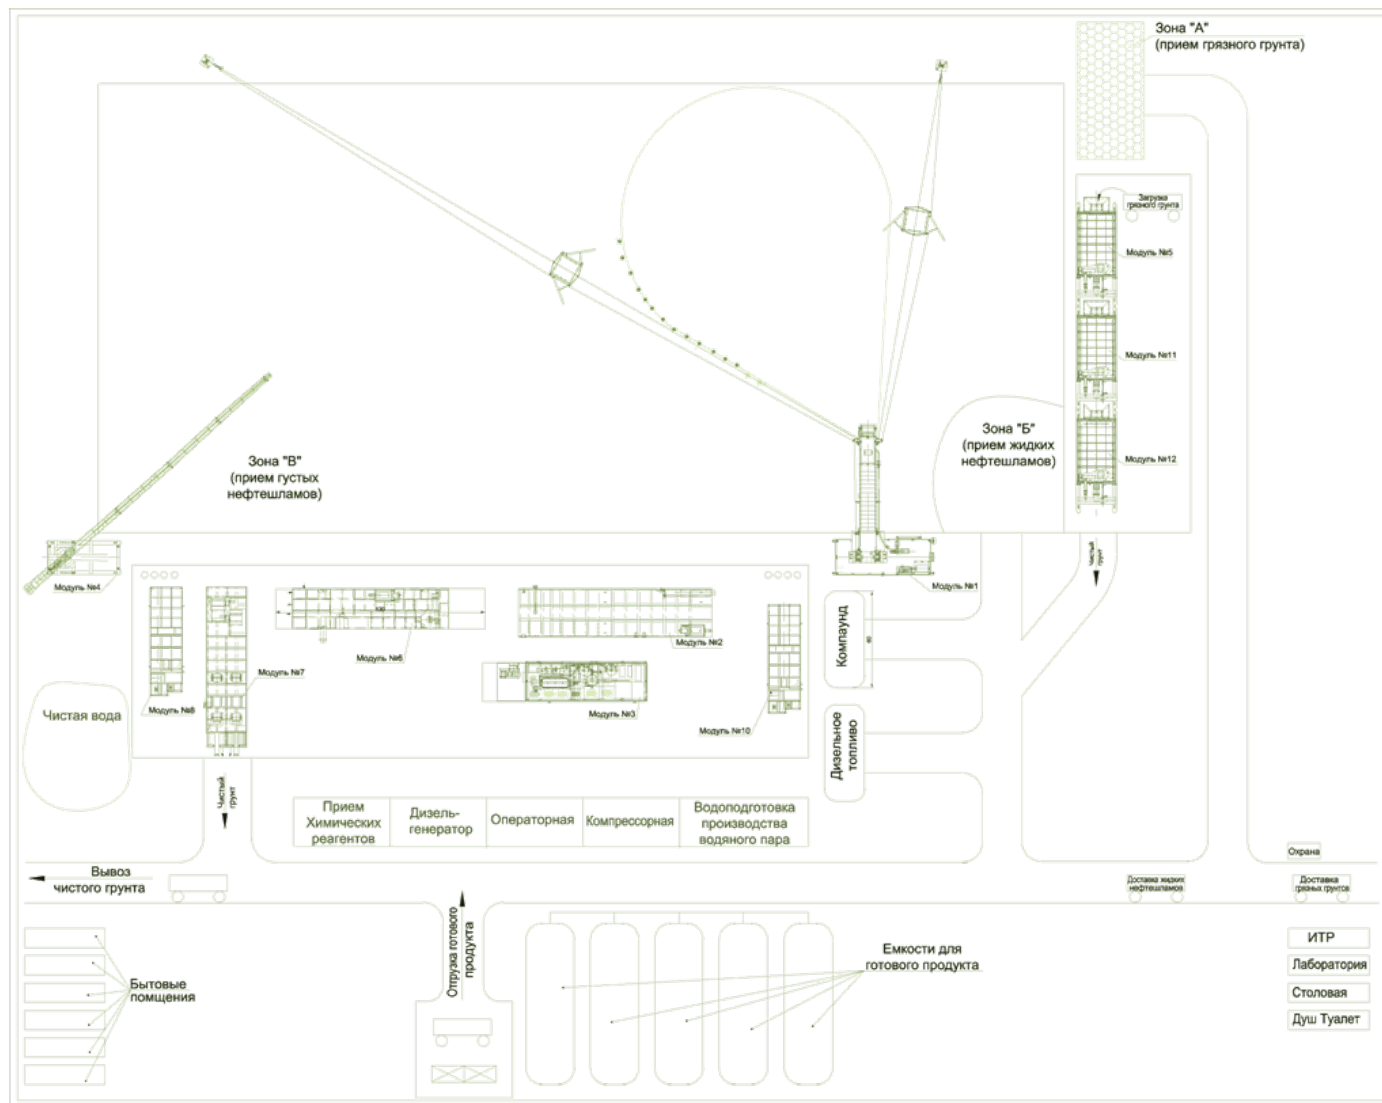 Зона "А"
(прием грязного грунта)
Загрузка
грязного грунта
Модуль №5
Модуль №11
Зона "Б"
(прием жидких
нефтешламов)
Модуль №12
Зона "В"
(прием густых
нефтешламов)
Чистый
грунт
Модуль №4
Модуль №1
Компаунд
60
Модуль №2
Модуль №6
Модуль №7
Модуль №8
Модуль №3
Модуль №10
Чистая вода
Дизельное
топливо
Чистый
грунт
Прием
Химических
реагентов
Дизель-
генератор
Операторная
Компрессорная
Водоподготовка
производства
водяного пара
Охрана
Вывоз
чистого грунта
Доставка жидких
нефтешламов
Доставка
грязных грунтов
Отгрузка готового
продукта
Емкости для
готового продукта
Бытовые
помщения
ИТР
Лаборатория
Столовая
Душ Туалет